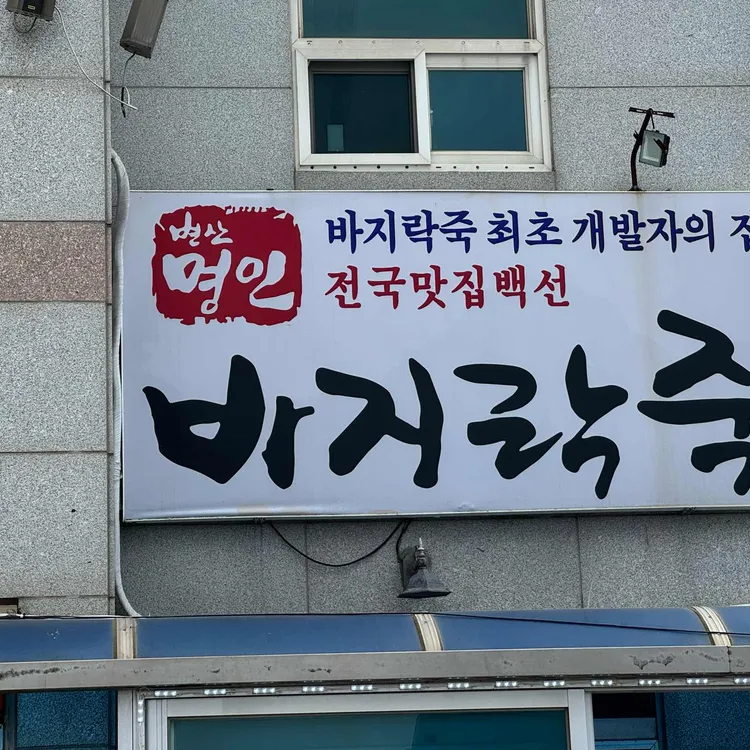 변산
명인
바지락죽 최초 개발자의
전국맛집백선
바지락죽